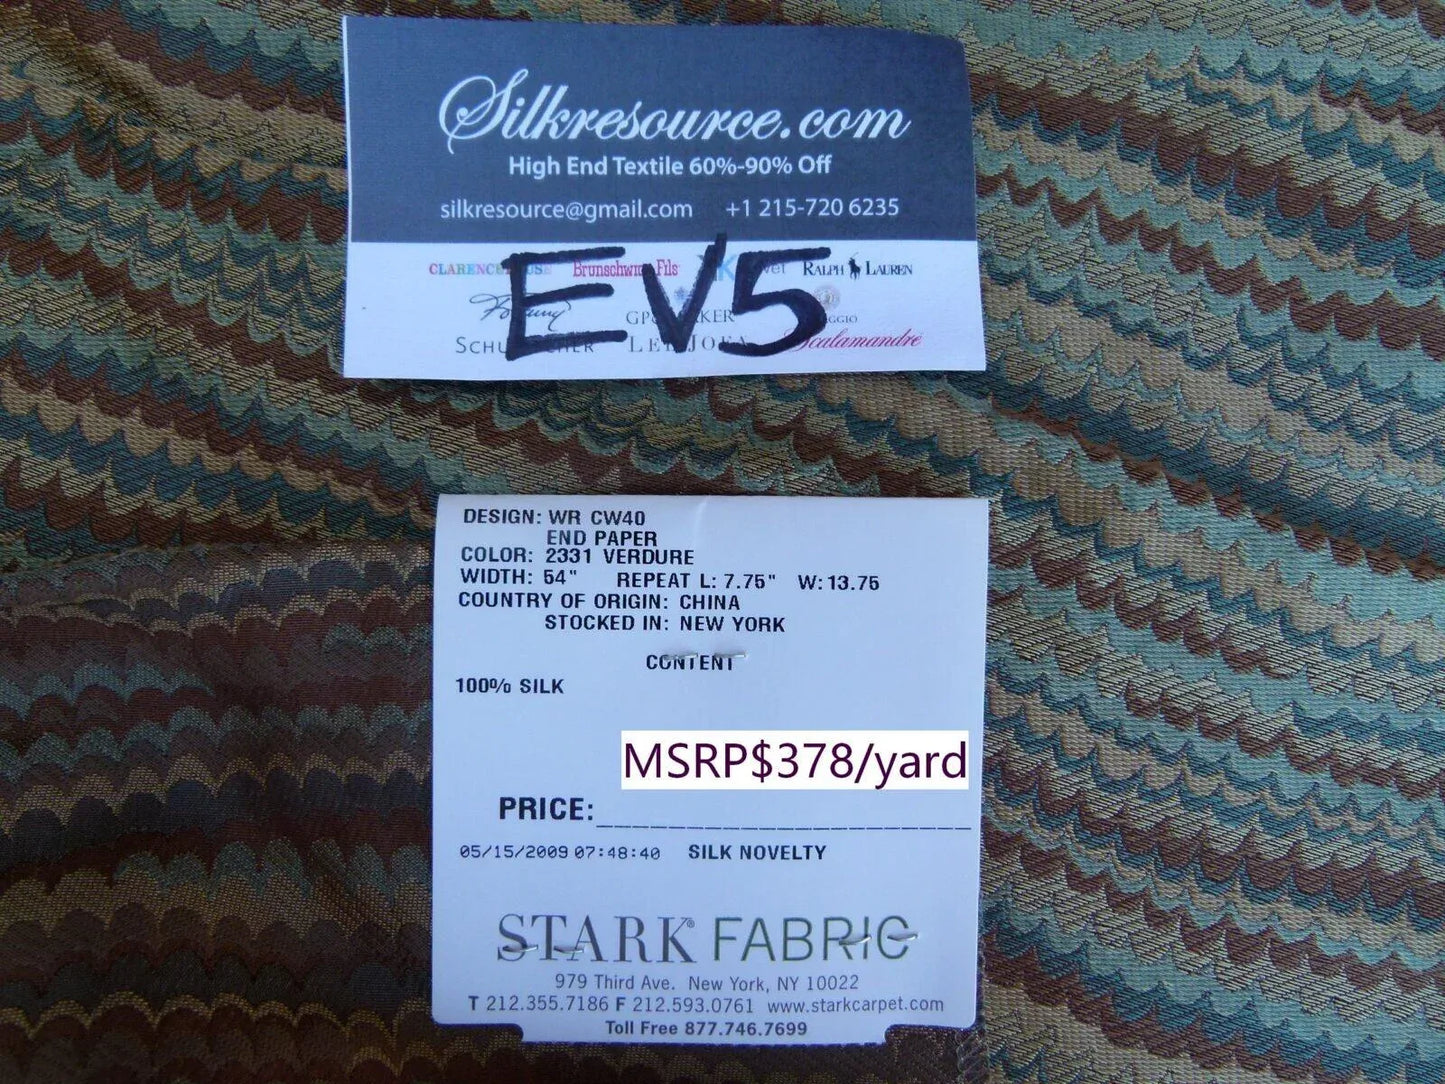 Silkresource.com
High End Textile 60%-90% Off
silkresource@gmail.com +1 215-720 6235
EV5
RALPH LAUREN
Scalamandré
DESIGN: WR CW40
END PAPER
COLOR: 2331 VERDURE
WIDTH: 54" REPEAT L: 7.75" W: 13.75
COUNTRY OF ORIGIN: CHINA
STOCKED IN: NEW YORK
CONTENT
100% SILK
MSRP$378/yard
PRICE:
05/15/2009 07:48:40 SILK NOVELTY
STARK® FABRIC
979 Third Ave. New York, NY 10022
T 212.355.7186 F 212.593.0761 www.starkcarpet.com
Toll Free 877.746.7699